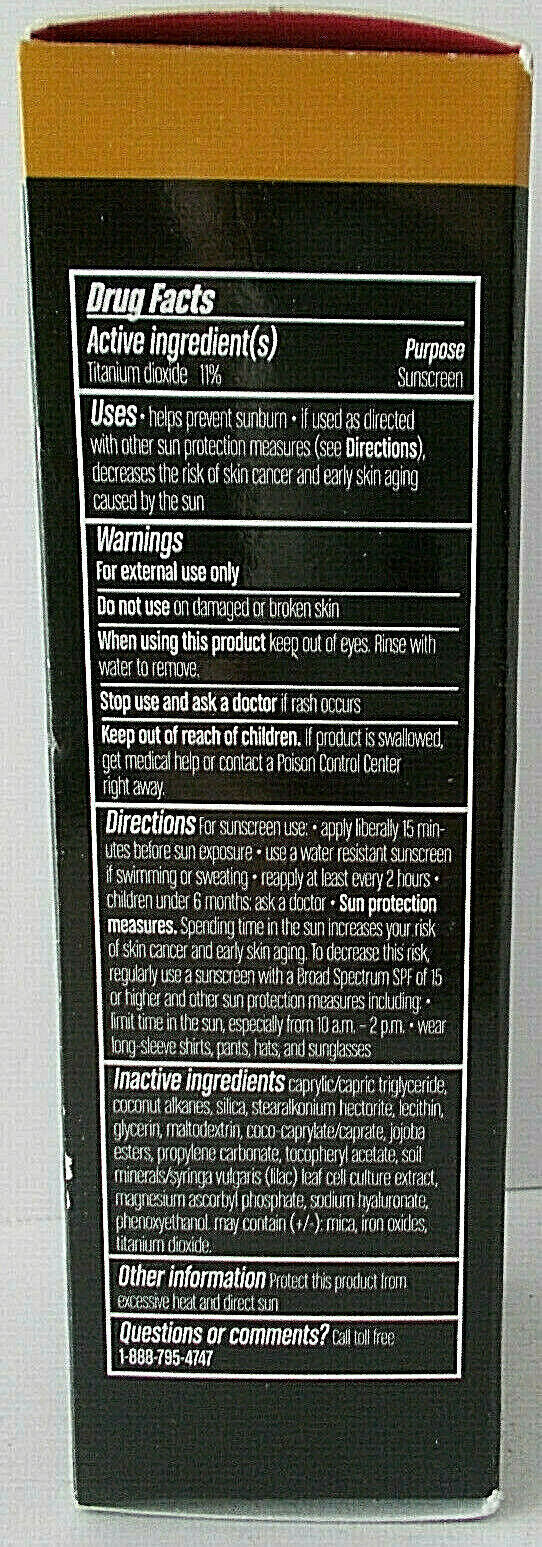 Drug Facts
Active ingredient(s) Purpose
Titanium dioxide 11% Sunscreen
Uses • helps prevent sunburn • if used as directed
with other sun protection measures (see Directions),
decreases the risk of skin cancer and early skin aging
caused by the sun
Warnings
For external use only
Do not use on damaged or broken skin
When using this product keep out of eyes. Rinse with
water to remove.
Stop use and ask a doctor if rash occurs
Keep out of reach of children. If product is swallowed,
get medical help or contact a Poison Control Center
right away.
Directions For sunscreen use: • apply liberally 15 min-
utes before sun exposure • use a water resistant sunscreen
if swimming or sweating • reapply at least every 2 hours •
children under 6 months: ask a doctor • Sun protection
measures. Spending time in the sun increases your risk
of skin cancer and early skin aging. To decrease this risk,
regularly use a sunscreen with a Broad Spectrum SPF of 15
or higher and other sun protection measures including: •
limit time in the sun, especially from 10 a.m. - 2 p.m. • wear
long-sleeve shirts, pants, hats, and sunglasses
Inactive ingredients caprylic/capric triglyceride,
coconut alkanes, silica, stearalkonium hectorite, lecithin,
glycerin, maltodextrin, coco-caprylate/caprate, jojoba
esters, propylene carbonate, tocopheryl acetate, soil
minerals/syringa vulgaris (lilac) leaf cell culture extract,
magnesium ascorbyl phosphate, sodium hyaluronate,
phenoxyethanol. may contain (+/-): mica, iron oxides,
titanium dioxide.
Other information Protect this product from
excessive heat and direct sun
Questions or comments? Call toll free
1-888-795-4747